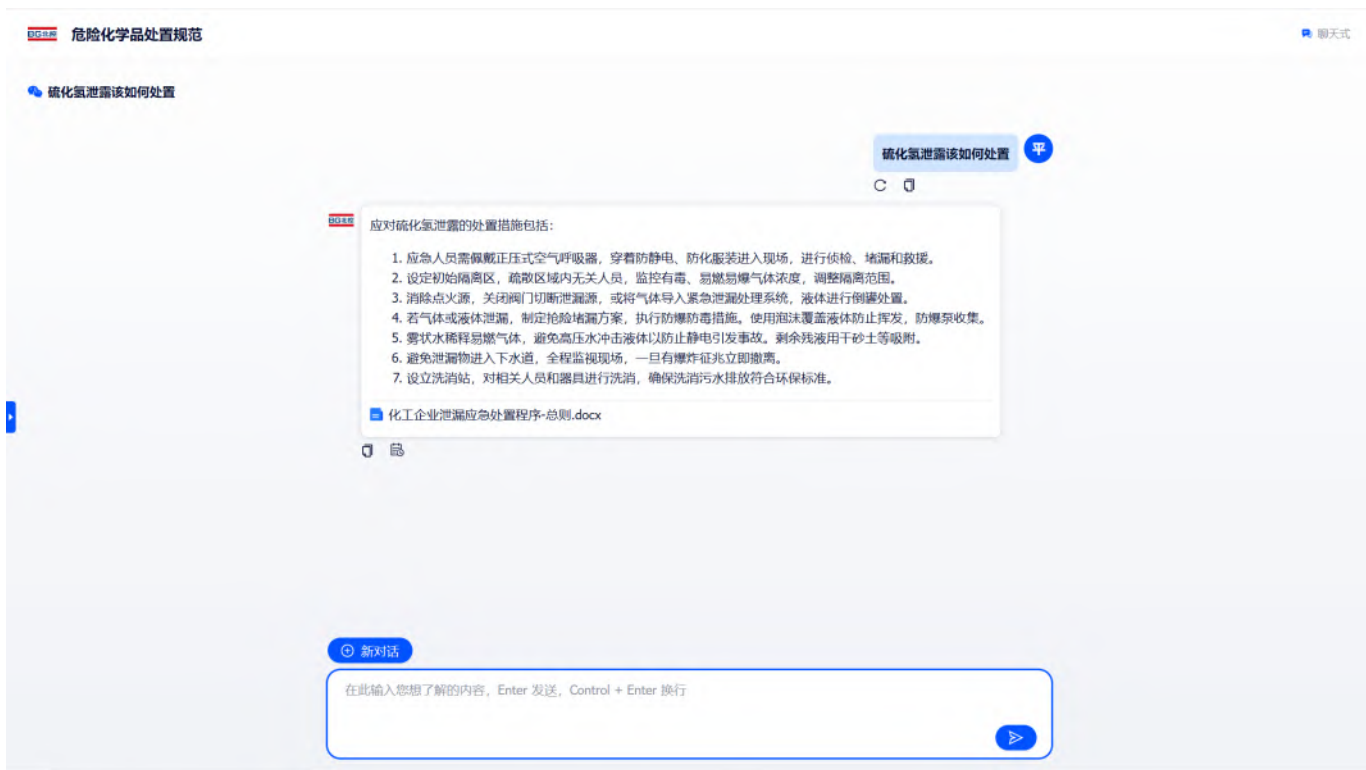 BG北控 危险化学品处置规范
聊天式
硫化氢泄露该如何处置
硫化氢泄露该如何处置
平
BG北控
应对硫化氢泄露的处置措施包括：
1. 应急人员需佩戴正压式空气呼吸器，穿着防静电、防化服装进入现场，进行侦检、堵漏和救援。
2. 设定初始隔离区，疏散区域内无关人员，监控有毒、易燃易爆气体浓度，调整隔离范围。
3. 消除点火源，关闭阀门切断泄漏源，或将气体导入紧急泄漏处理系统，液体进行倒罐处置。
4. 若气体或液体泄漏，制定抢险堵漏方案，执行防爆防毒措施。使用泡沫覆盖液体防止挥发，防爆泵收集。
5. 雾状水稀释易燃气体，避免高压水冲击液体以防止静电引发事故。剩余残液用干砂土等吸附。
6. 避免泄漏物进入下水道，全程监视现场，一旦有爆炸征兆立即撤离。
7. 设立洗消站，对相关人员和器具进行洗消，确保洗消污水排放符合环保标准。
化工企业泄漏应急处置程序-总则.docx
新对话
在此输入您想了解的内容，Enter 发送，Control + Enter 换行